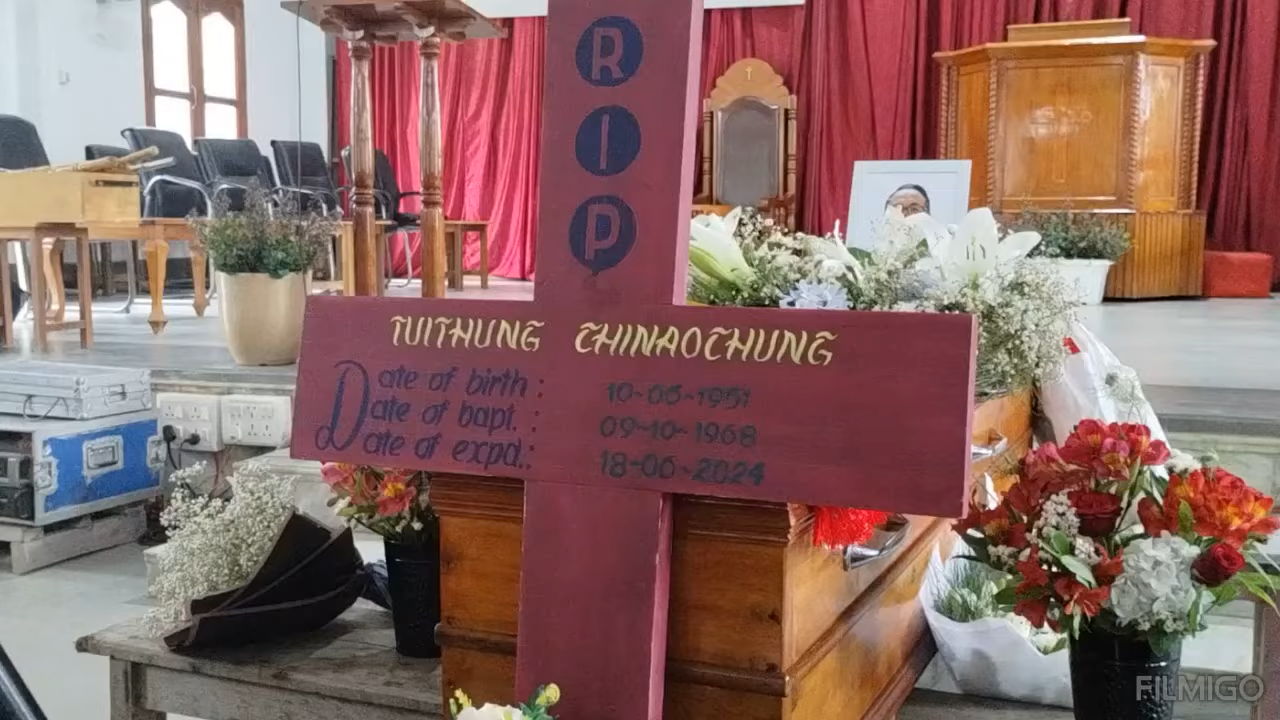 R
I
P
TUITHUNG CHINAOCHUNG
Date of birth : 10-06-1951
Date of bapt. : 09-10-1968
Date of expd.: 18-06-2024
FILMIGO